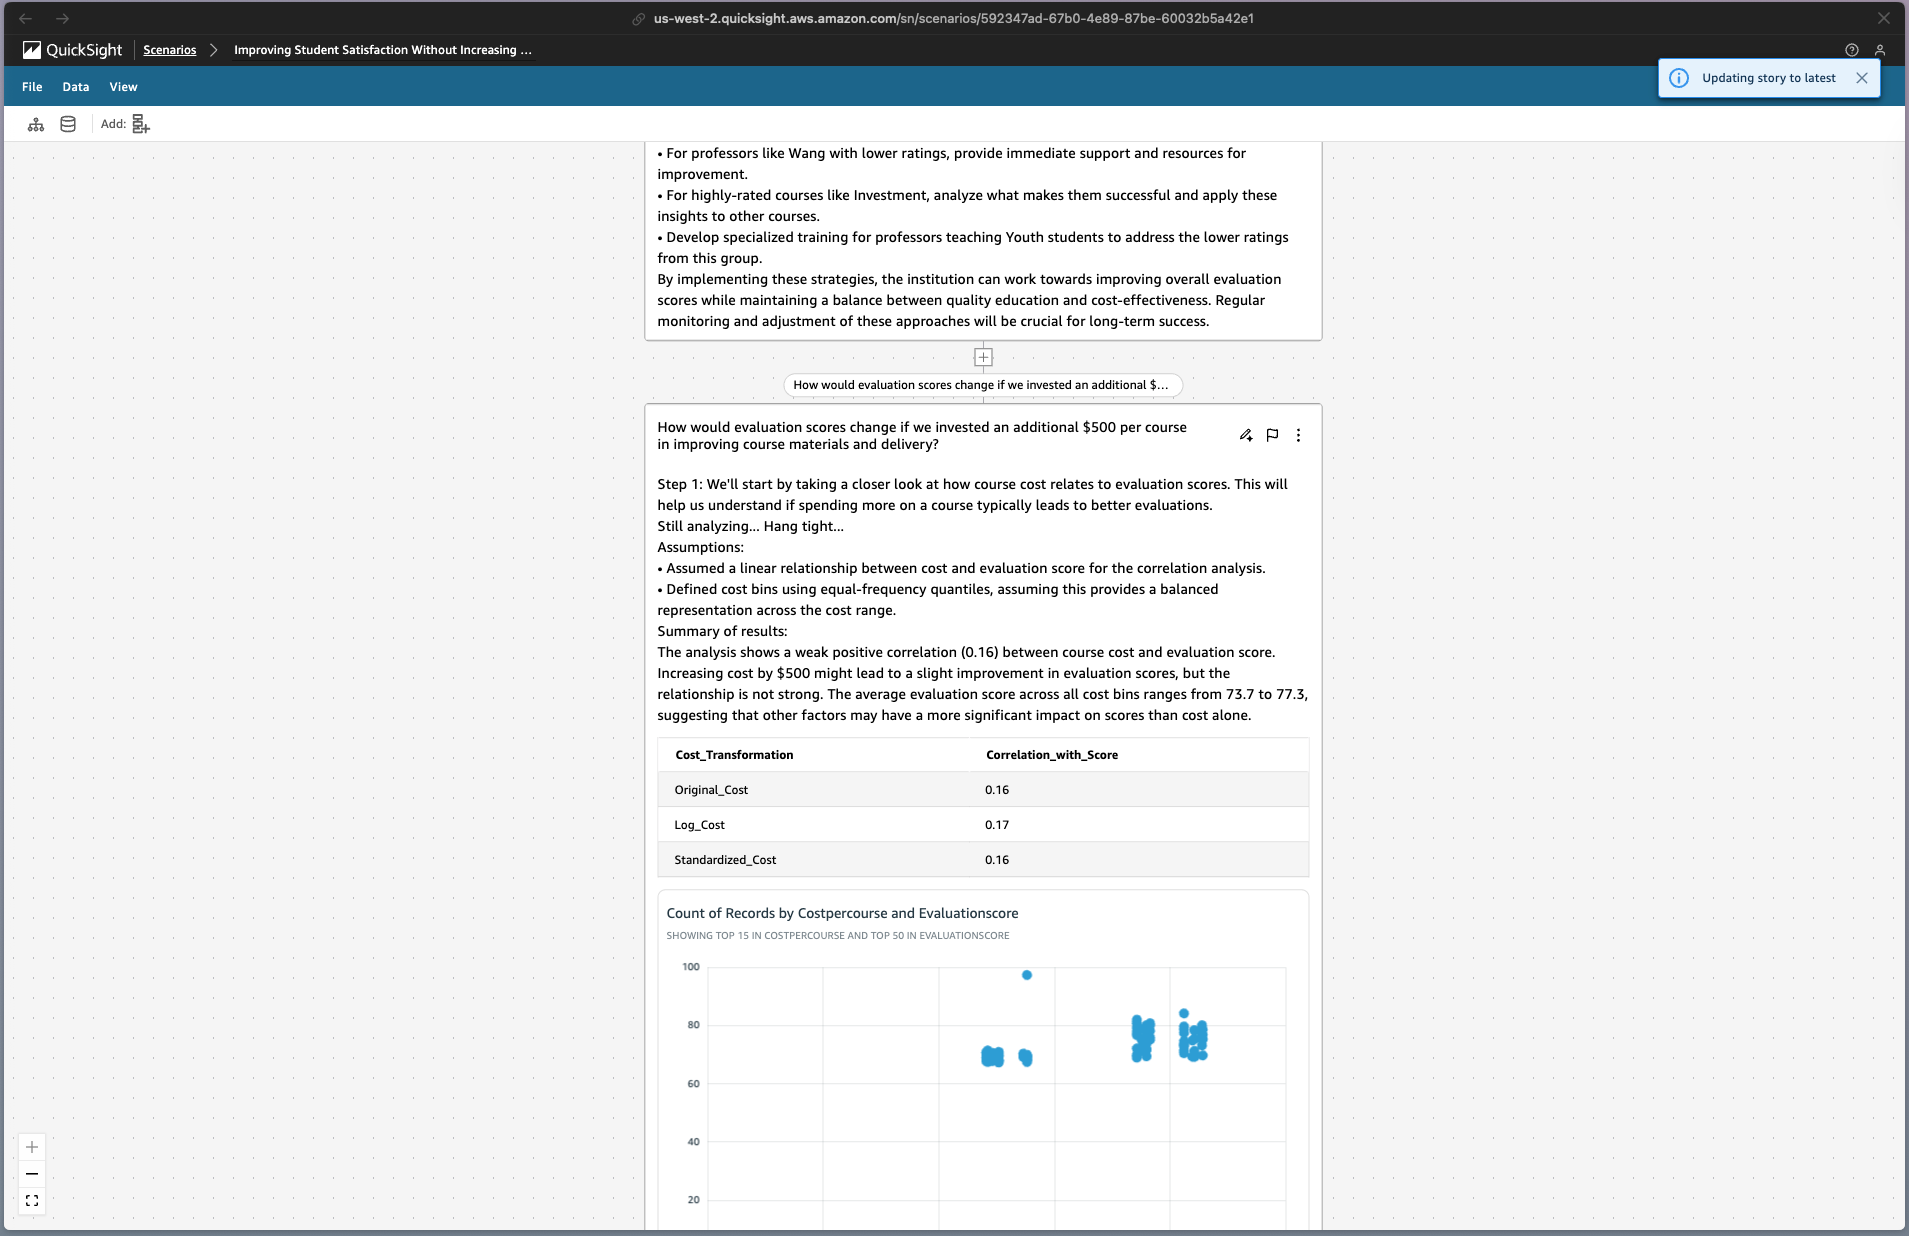 us-west-2.quicksight.aws.amazon.com/sn/scenarios/592347ad-67b0-4e89-87be-60032b5a42e1
QuickSight
Scenarios
Improving Student Satisfaction Without Increasing ...
File
Data
View
Updating story to latest
Add:
• For professors like Wang with lower ratings, provide immediate support and resources for
improvement.
• For highly-rated courses like Investment, analyze what makes them successful and apply these
insights to other courses.
• Develop specialized training for professors teaching Youth students to address the lower ratings
from this group.
By implementing these strategies, the institution can work towards improving overall evaluation
scores while maintaining a balance between quality education and cost-effectiveness. Regular
monitoring and adjustment of these approaches will be crucial for long-term success.
How would evaluation scores change if we invested an additional $...
How would evaluation scores change if we invested an additional $500 per course
in improving course materials and delivery?
Step 1: We'll start by taking a closer look at how course cost relates to evaluation scores. This will
help us understand if spending more on a course typically leads to better evaluations.
Still analyzing... Hang tight...
Assumptions:
• Assumed a linear relationship between cost and evaluation score for the correlation analysis.
• Defined cost bins using equal-frequency quantiles, assuming this provides a balanced
representation across the cost range.
Summary of results:
The analysis shows a weak positive correlation (0.16) between course cost and evaluation score.
Increasing cost by $500 might lead to a slight improvement in evaluation scores, but the
relationship is not strong. The average evaluation score across all cost bins ranges from 73.7 to 77.3,
suggesting that other factors may have a more significant impact on scores than cost alone.
Cost_Transformation Correlation_with_Score
Original_Cost 0.16
Log_Cost 0.17
Standardized_Cost 0.16
Count of Records by Costpercourse and Evaluationscore
SHOWING TOP 15 IN COSTPERCOURSE AND TOP 50 IN EVALUATIONSCORE
100
80
60
40
20